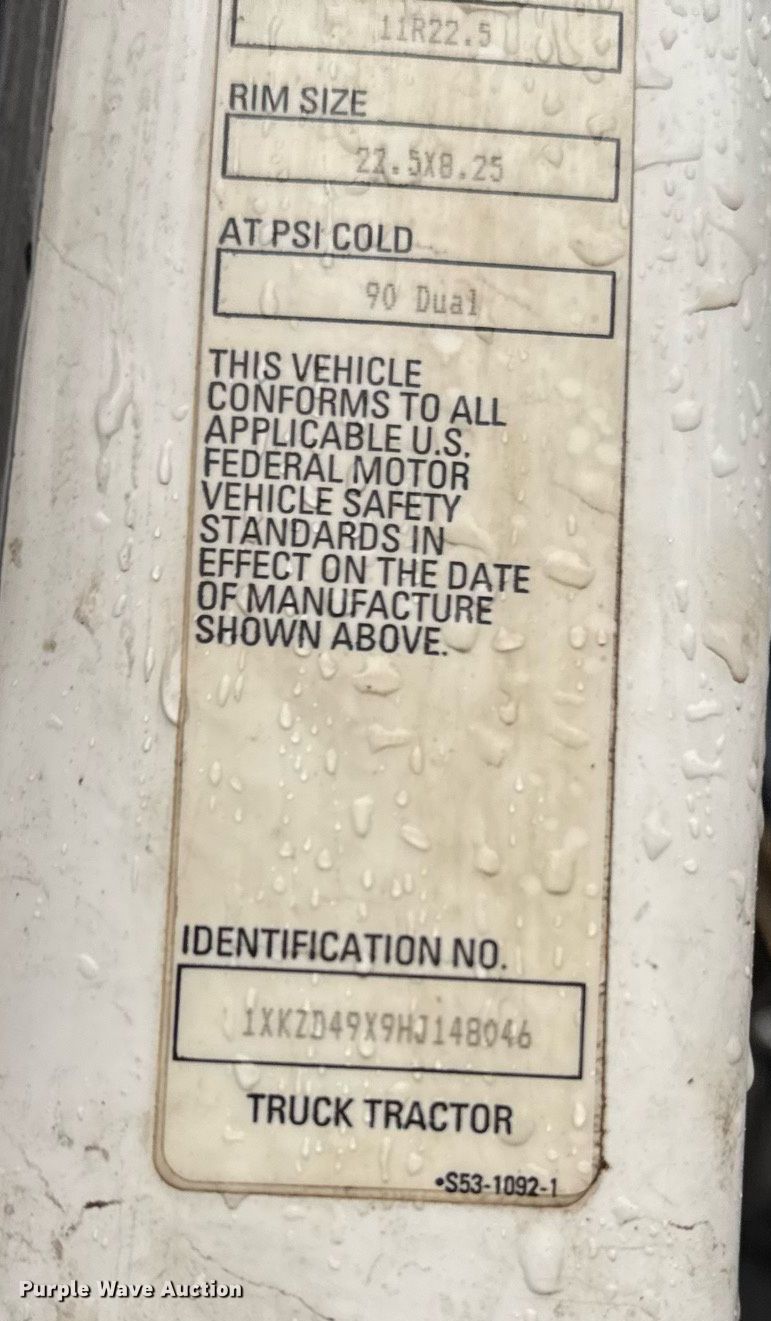 11R22.5
RIM SIZE
22.5X8.25
AT PSI COLD
90 Dual
THIS VEHICLE
CONFORMS TO ALL
APPLICABLE U.S.
FEDERAL MOTOR
VEHICLE SAFETY
STANDARDS IN
EFFECT ON THE DATE
OF MANUFACTURE
SHOWN ABOVE.
IDENTIFICATION NO.
1XKZD49X9HJ148046
TRUCK TRACTOR
•S53-1092-1
Purple Wave Auction